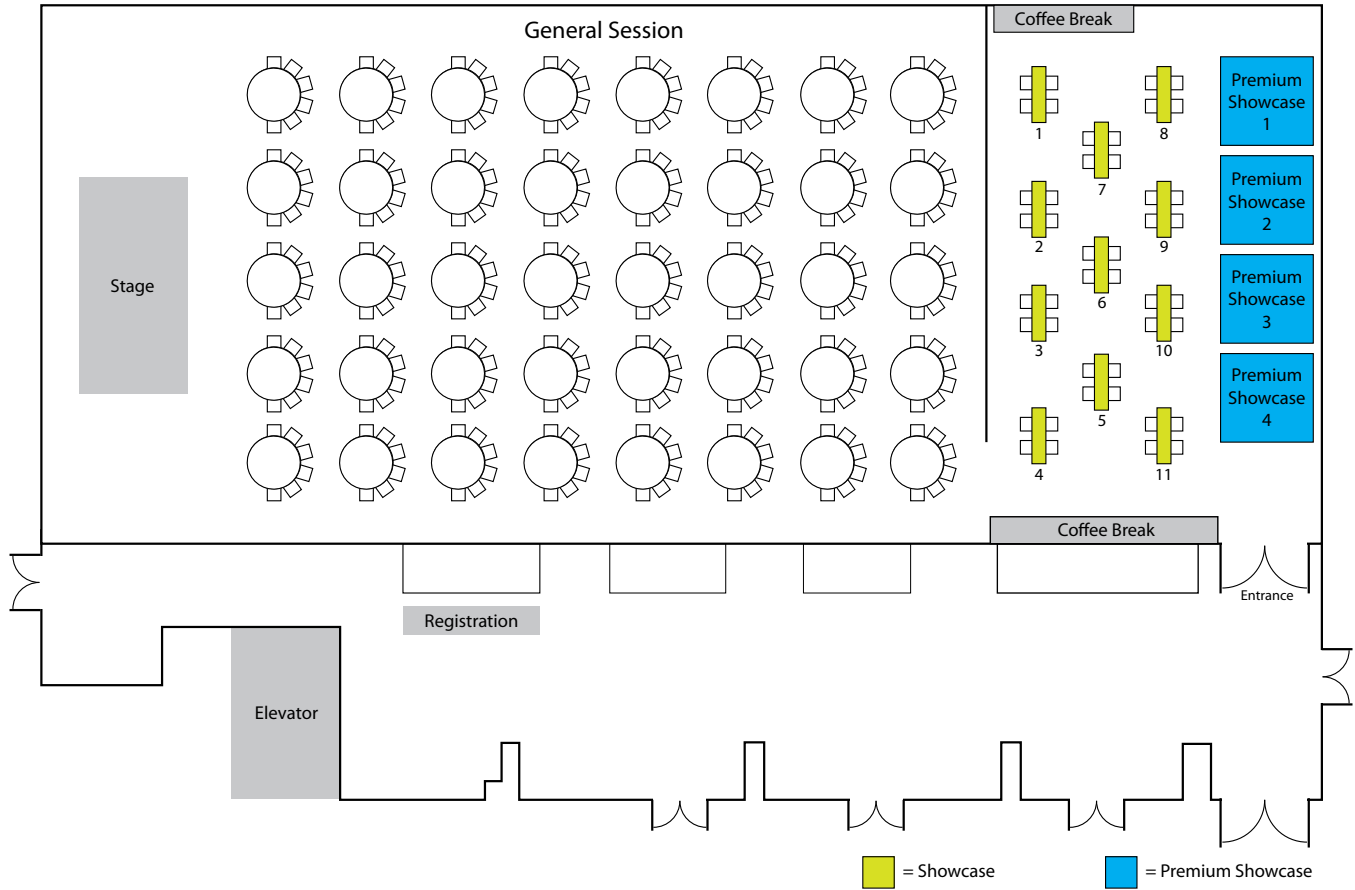 General Session
Coffee Break
Premium
Showcase
1
1
8
7
Premium
Showcase
2
2
9
Stage
6
Premium
Showcase
3
3
10
Premium
Showcase
4
5
4
11
Coffee Break
Entrance
Registration
Elevator
= Showcase
= Premium Showcase